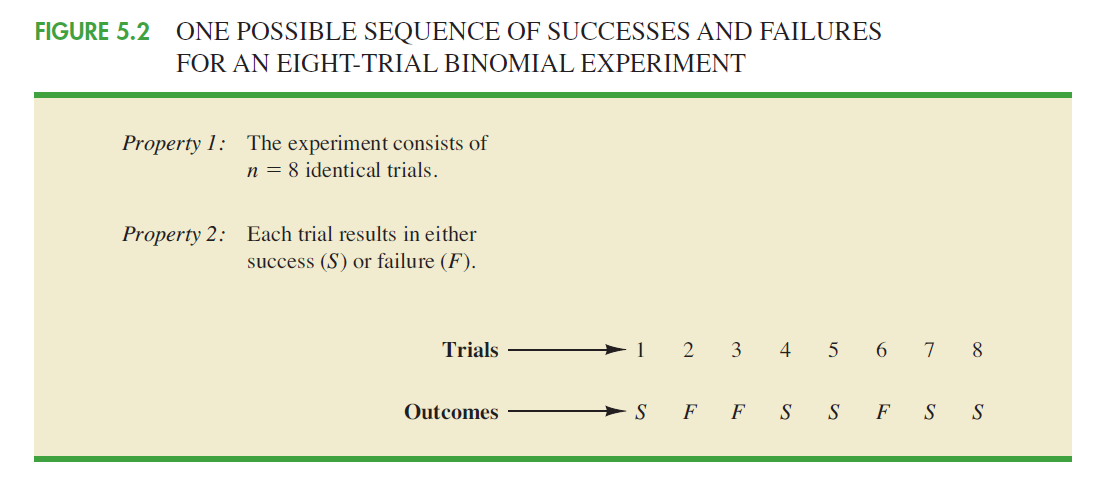 FIGURE 5.2 ONE POSSIBLE SEQUENCE OF SUCCESSES AND FAILURES
FOR AN EIGHT-TRIAL BINOMIAL EXPERIMENT
Property 1: The experiment consists of
n = 8 identical trials.
Property 2: Each trial results in either
success (S) or failure (F).
Trials 1 2 3 4 5 6 7 8
Outcomes S F F S S F S S